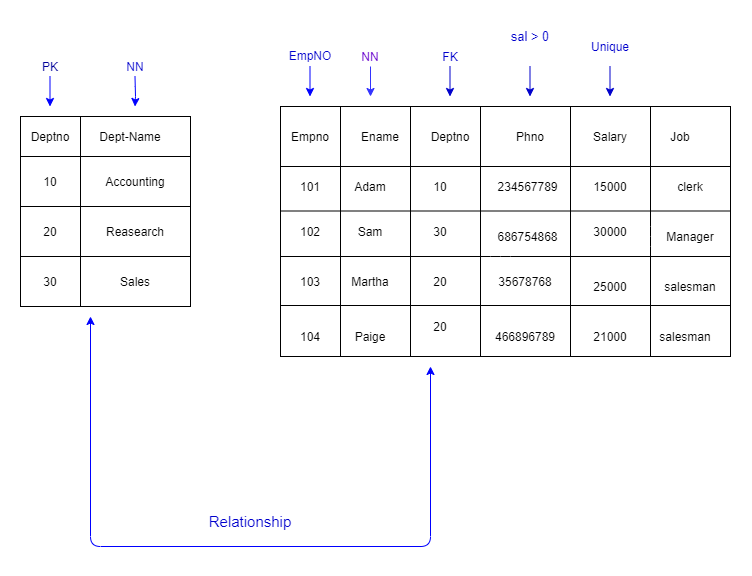 sal > 0
EmpNO NN FK Unique
PK NN
Deptno Dept-Name
10 Accounting
20 Reasearch
30 Sales
Empno Ename Deptno Phno Salary Job
101 Adam 10 234567789 15000 clerk
102 Sam 30 686754868 30000 Manager
103 Martha 20 35678768 25000 salesman
104 Paige 20 466896789 21000 salesman
Relationship